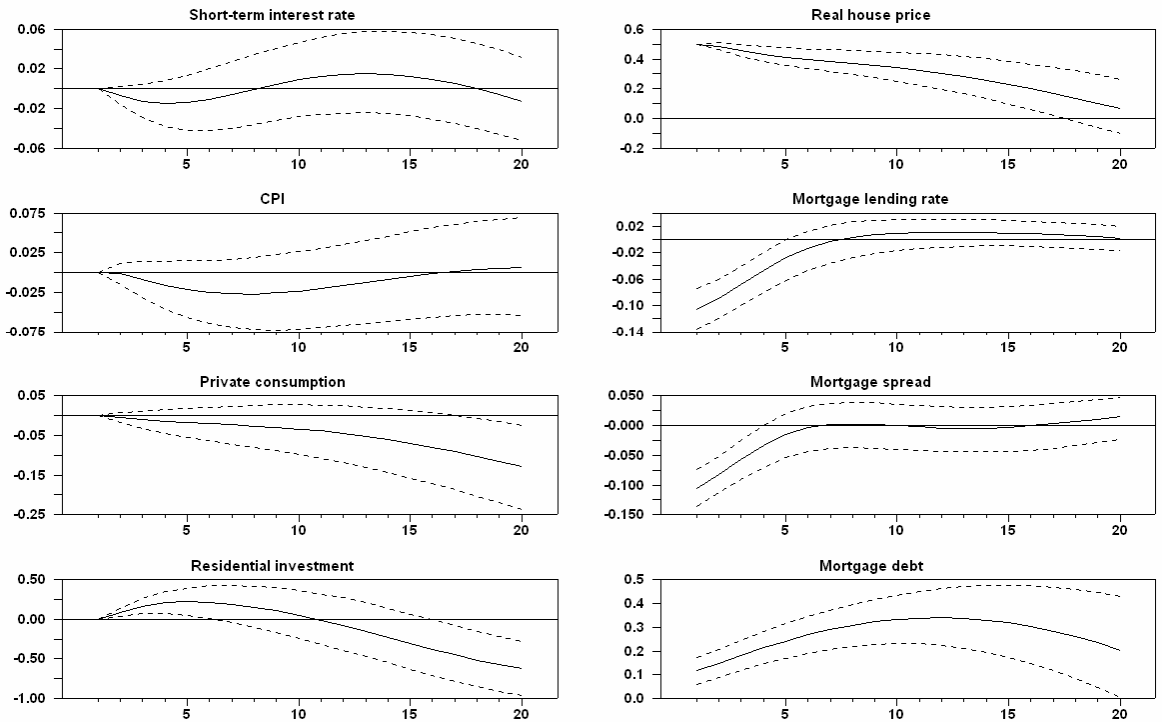 Short-term interest rate
0.06
0.02
-0.02
-0.06
5 10 15 20
Real house price
0.6
0.4
0.2
0.0
-0.2
5 10 15 20
CPI
0.075
0.025
-0.025
-0.075
5 10 15 20
Mortgage lending rate
0.02
-0.02
-0.06
-0.10
-0.14
5 10 15 20
Private consumption
0.05
-0.05
-0.15
-0.25
5 10 15 20
Mortgage spread
0.050
-0.000
-0.050
-0.100
-0.150
5 10 15 20
Residential investment
0.50
0.00
-0.50
-1.00
5 10 15 20
Mortgage debt
0.5
0.4
0.3
0.2
0.1
0.0
5 10 15 20